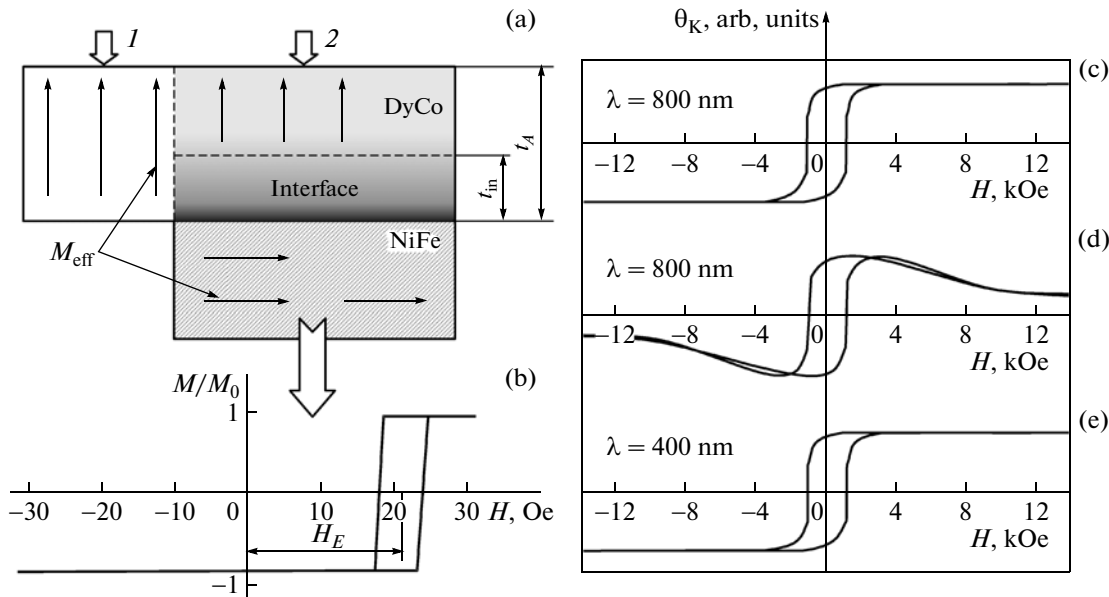 (a)
1
2
DyCo
Interface
t_A
t_in
NiFe
M_eff
(b)
M/M_0
1
−30 −20 −10 0 10 20 30 H, Oe
H_E
−1
θ_K, arb, units
(c)
λ = 800 nm
−12 −8 −4 0 4 8 12
H, kOe
(d)
λ = 800 nm
−12 −8 −4 0 4 8 12
H, kOe
(e)
λ = 400 nm
−12 −8 −4 0 4 8 12
H, kOe